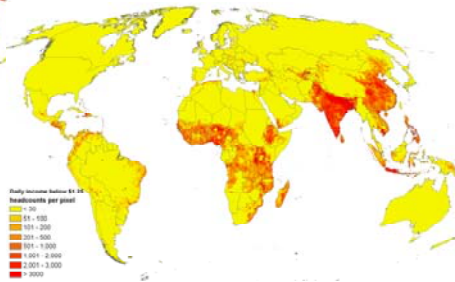 Daily income below $1.25
headcounts per pixel
51 - 100
101 - 200
201 - 500
501 - 1,000
1,001 - 2,000
2,001 - 3,000
> 3000